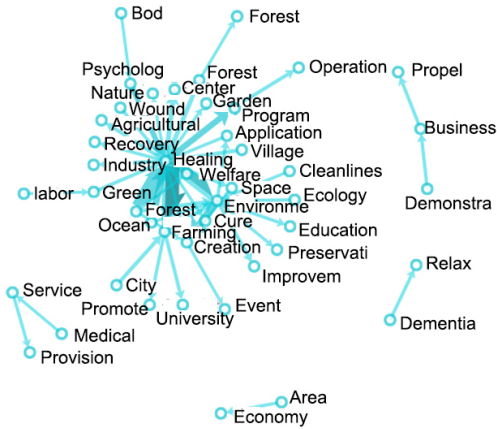 Bod
Forest
Psycholog
Forest
Operation
Propel
Nature
Center
Wound
Garden
Program
Agricultural
Application
Business
Recovery
Village
Industry
Healing
Welfare
Cleanlines
labor
Green
Space
Ecology
Demonstra
Forest
Environme
Ocean
Farming
Cure
Education
Creation
Preservati
Improvem
Relax
City
Service
Promote
University
Event
Dementia
Medical
Provision
Area
Economy